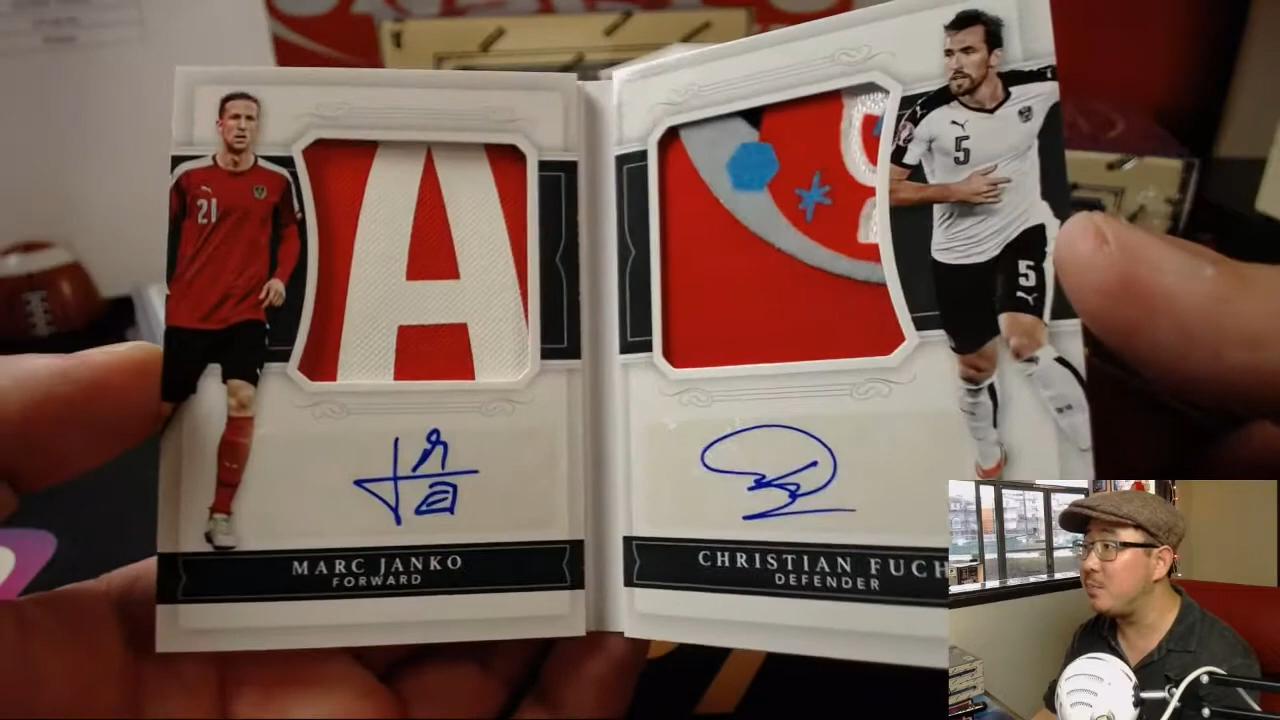 21
A
MARC JANKO
FORWARD
5
5
CHRISTIAN FUCH
DEFENDER